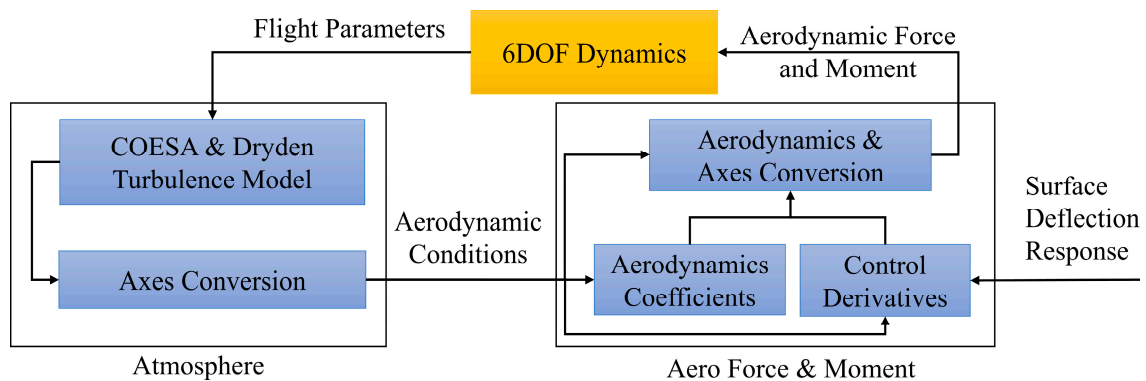 Flight Parameters
6DOF Dynamics
Aerodynamic Force
and Moment
COESA & Dryden
Turbulence Model
Aerodynamics &
Axes Conversion
Surface
Deflection
Response
Aerodynamic
Conditions
Axes Conversion
Aerodynamics
Coefficients
Control
Derivatives
Atmosphere
Aero Force & Moment